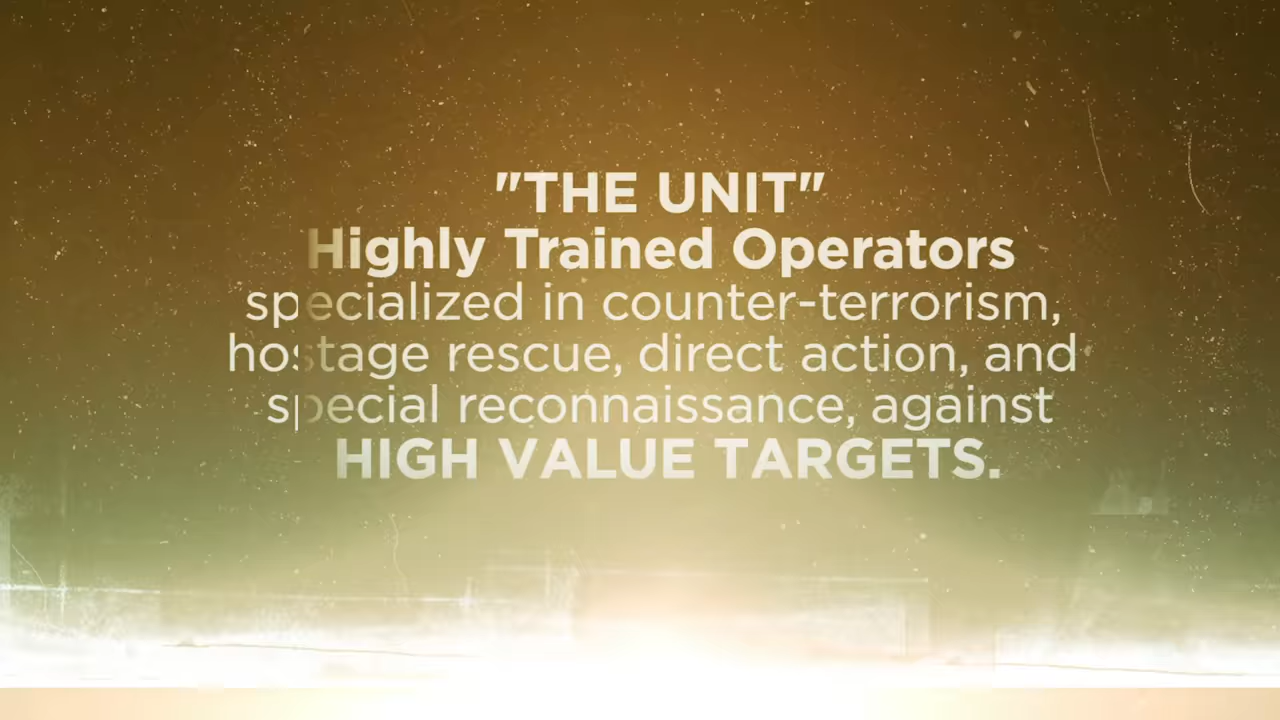 "THE UNIT"
Highly Trained Operators
specialized in counter-terrorism,
hostage rescue, direct action, and
special reconnaissance, against
HIGH VALUE TARGETS.